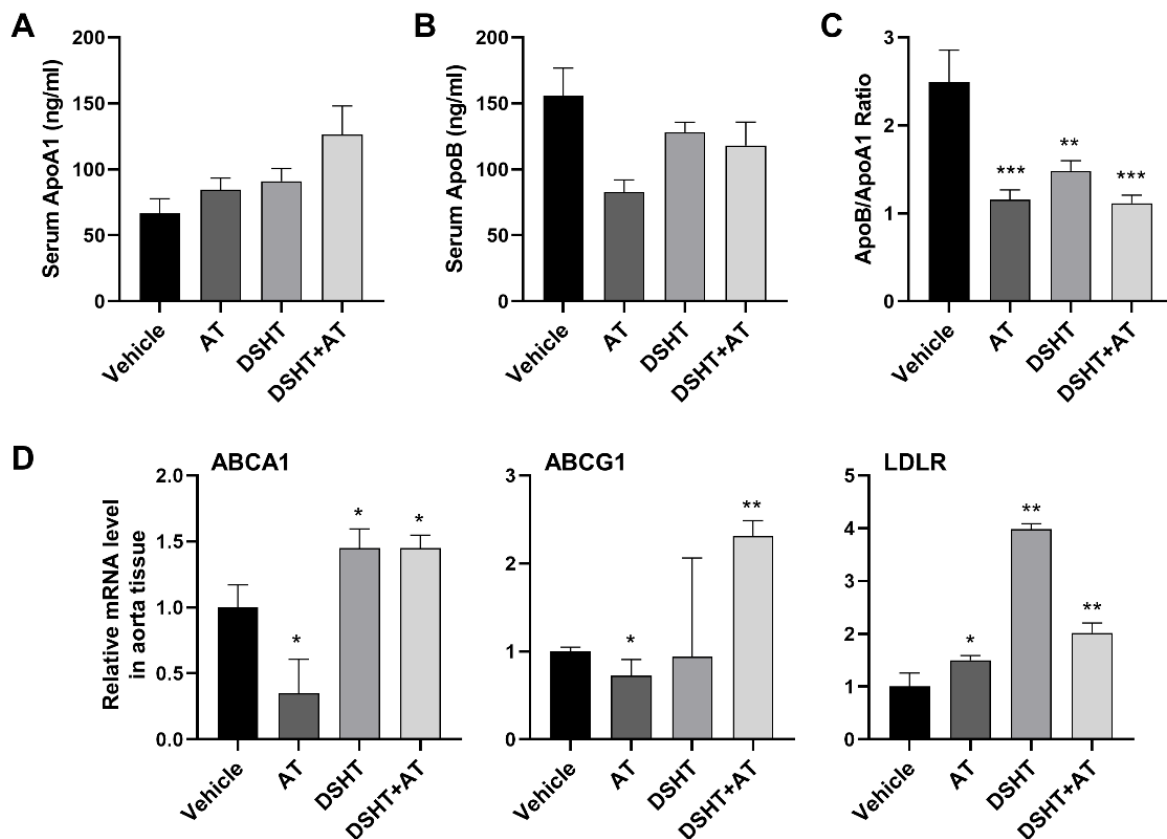 A
Serum ApoA1 (ng/ml)
200
150
100
50
0
Vehicle
AT
DSHT
DSHT+AT
B
Serum ApoB (ng/ml)
200
150
100
50
0
Vehicle
AT
DSHT
DSHT+AT
C
ApoB/ApoA1 Ratio
3
2
1
0
***
**
***
Vehicle
AT
DSHT
DSHT+AT
D
ABCA1
Relative mRNA level
in aorta tissue
2.0
1.5
1.0
0.5
0.0
*
*
*
Vehicle
AT
DSHT
DSHT+AT
ABCG1
3
2
1
0
*
**
Vehicle
AT
DSHT
DSHT+AT
LDLR
5
4
3
2
1
0
*
**
**
Vehicle
AT
DSHT
DSHT+AT